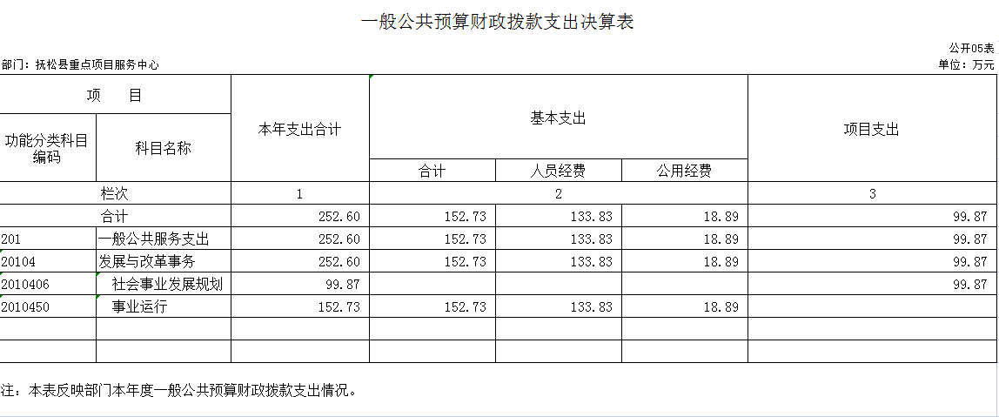 一般公共预算财政拨款支出决算表
公开05表
部门：抚松县重点项目服务中心
单位：万元
项 目
本年支出合计
基本支出
项目支出
功能分类科目
编码
科目名称
合计
人员经费
公用经费
栏次
1
2
3
合计
252.60
152.73
133.83
18.89
99.87
201
一般公共服务支出
252.60
152.73
133.83
18.89
99.87
20104
发展与改革事务
252.60
152.73
133.83
18.89
99.87
2010406
社会事业发展规划
99.87
99.87
2010450
事业运行
152.73
152.73
133.83
18.89
注：本表反映部门本年度一般公共预算财政拨款支出情况。